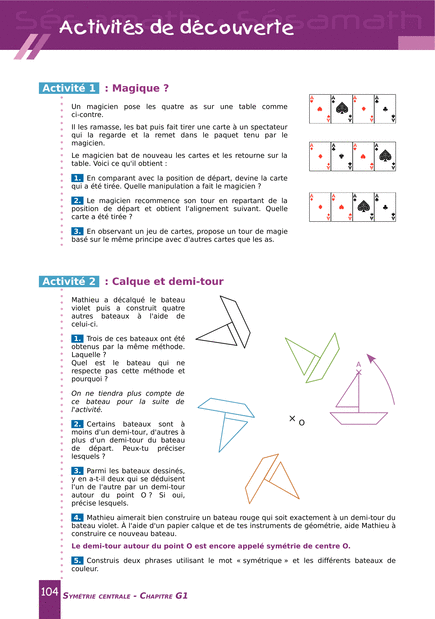 Activités de découverte
Activité 1 : Magique ?
Un magicien pose les quatre as sur une table comme
ci-contre.
Il les ramasse, les bat puis fait tirer une carte à un spectateur
qui la regarde et la remet dans le paquet tenu par le
magicien.
Le magicien bat de nouveau les cartes et les retourne sur la
table. Voici ce qu'il obtient :
1. En comparant avec la position de départ, devine la carte
qui a été tirée. Quelle manipulation a fait le magicien ?
2. Le magicien recommence son tour en repartant de la
position de départ et obtient l'alignement suivant. Quelle
carte a été tirée ?
3. En observant un jeu de cartes, propose un tour de magie
basé sur le même principe avec d'autres cartes que les as.
Activité 2 : Calque et demi-tour
Mathieu a décalqué le bateau
violet puis a construit quatre
autres bateaux à l'aide de
celui-ci.
1. Trois de ces bateaux ont été
obtenus par la même méthode.
Laquelle ?
Quel est le bateau qui ne
respecte pas cette méthode et
pourquoi ?
On ne tiendra plus compte de
ce bateau pour la suite de
l'activité.
2. Certains bateaux sont à
moins d'un demi-tour, d'autres à
plus d'un demi-tour du bateau
de départ. Peux-tu préciser
lesquels ?
3. Parmi les bateaux dessinés,
y en a-t-il deux qui se déduisent
l'un de l'autre par un demi-tour
autour du point O ? Si oui,
précise lesquels.
A
O
4. Mathieu aimerait bien construire un bateau rouge qui soit exactement à un demi-tour du
bateau violet. À l'aide d'un papier calque et de tes instruments de géométrie, aide Mathieu à
construire ce nouveau bateau.
Le demi-tour autour du point O est encore appelé symétrie de centre O.
5. Construis deux phrases utilisant le mot « symétrique » et les différents bateaux de
couleur.
104 Symétrie centrale - Chapitre G1